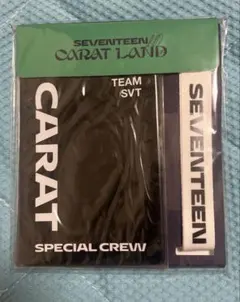 SEVENTEEN
CARAT LAND
TEAM
SVT
CARAT
SPECIAL CREW
SEVENTEEN